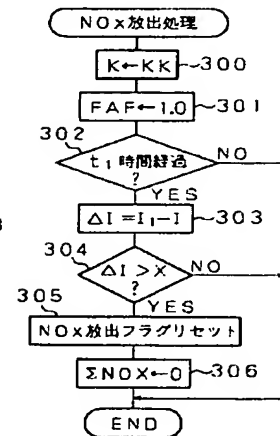 NOx放出処理
K←KK 300
FAF←1.0 301
302
t₁時間経過
?
NO
YES
ΔI=I₁-I 303
304
ΔI>X
?
NO
305
YES
NOx放出フラグリセット
ΣNOX←0 306
END